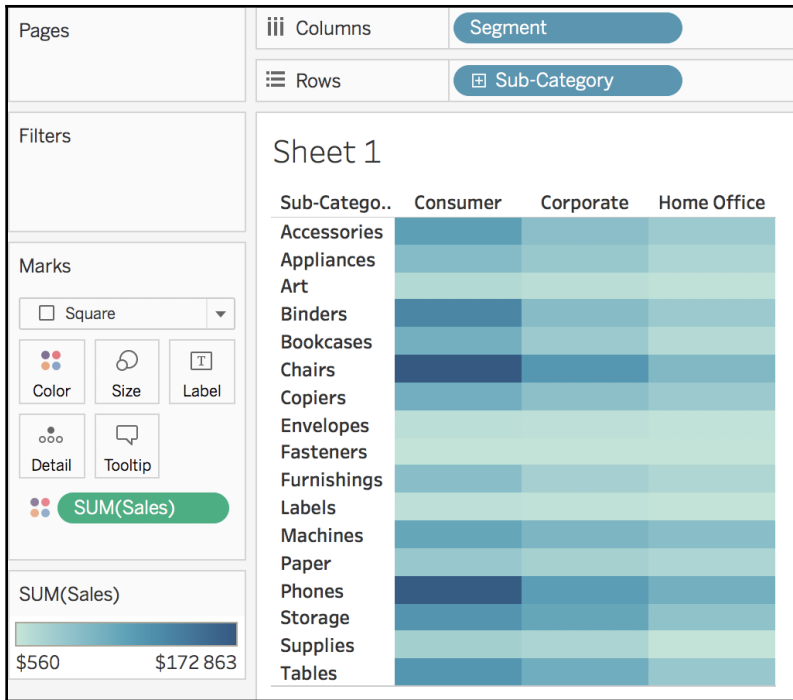 Pages
Columns
Segment
Rows
Sub-Category
Filters
Marks
Square
Color
Size
T
Label
Detail
Tooltip
SUM(Sales)
SUM(Sales)
$560
$172 863
Sheet 1
Sub-Catego.. Consumer Corporate Home Office
Accessories
Appliances
Art
Binders
Bookcases
Chairs
Copiers
Envelopes
Fasteners
Furnishings
Labels
Machines
Paper
Phones
Storage
Supplies
Tables